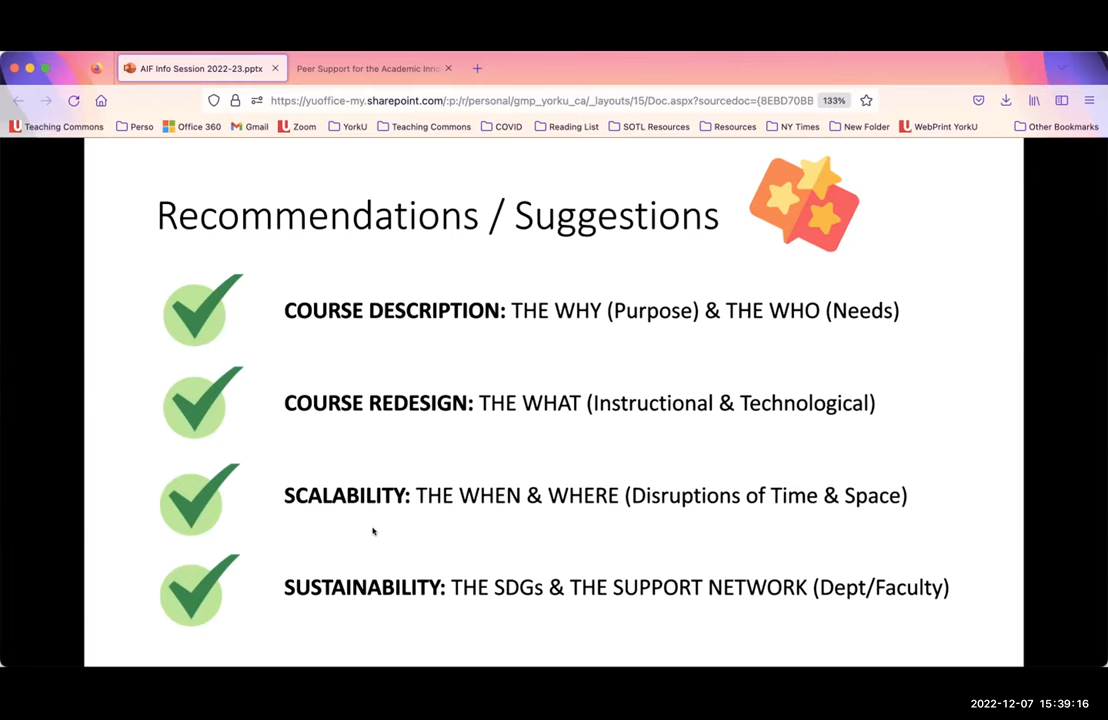 AIF Info Session 2022-23.pptx
Peer Support for the Academic Inno
https://yuoffice-my.sharepoint.com/:p:/r/personal/gmp_yorku_ca/_layouts/15/Doc.aspx?sourcedoc={8EBD70BB
133%
Teaching Commons
Perso
Office 360
Gmail
Zoom
YorkU
Teaching Commons
COVID
Reading List
SOTL Resources
Resources
NY Times
New Folder
WebPrint YorkU
Other Bookmarks
Recommendations / Suggestions
COURSE DESCRIPTION: THE WHY (Purpose) & THE WHO (Needs)
COURSE REDESIGN: THE WHAT (Instructional & Technological)
SCALABILITY: THE WHEN & WHERE (Disruptions of Time & Space)
SUSTAINABILITY: THE SDGs & THE SUPPORT NETWORK (Dept/Faculty)
2022-12-07 15:39:16